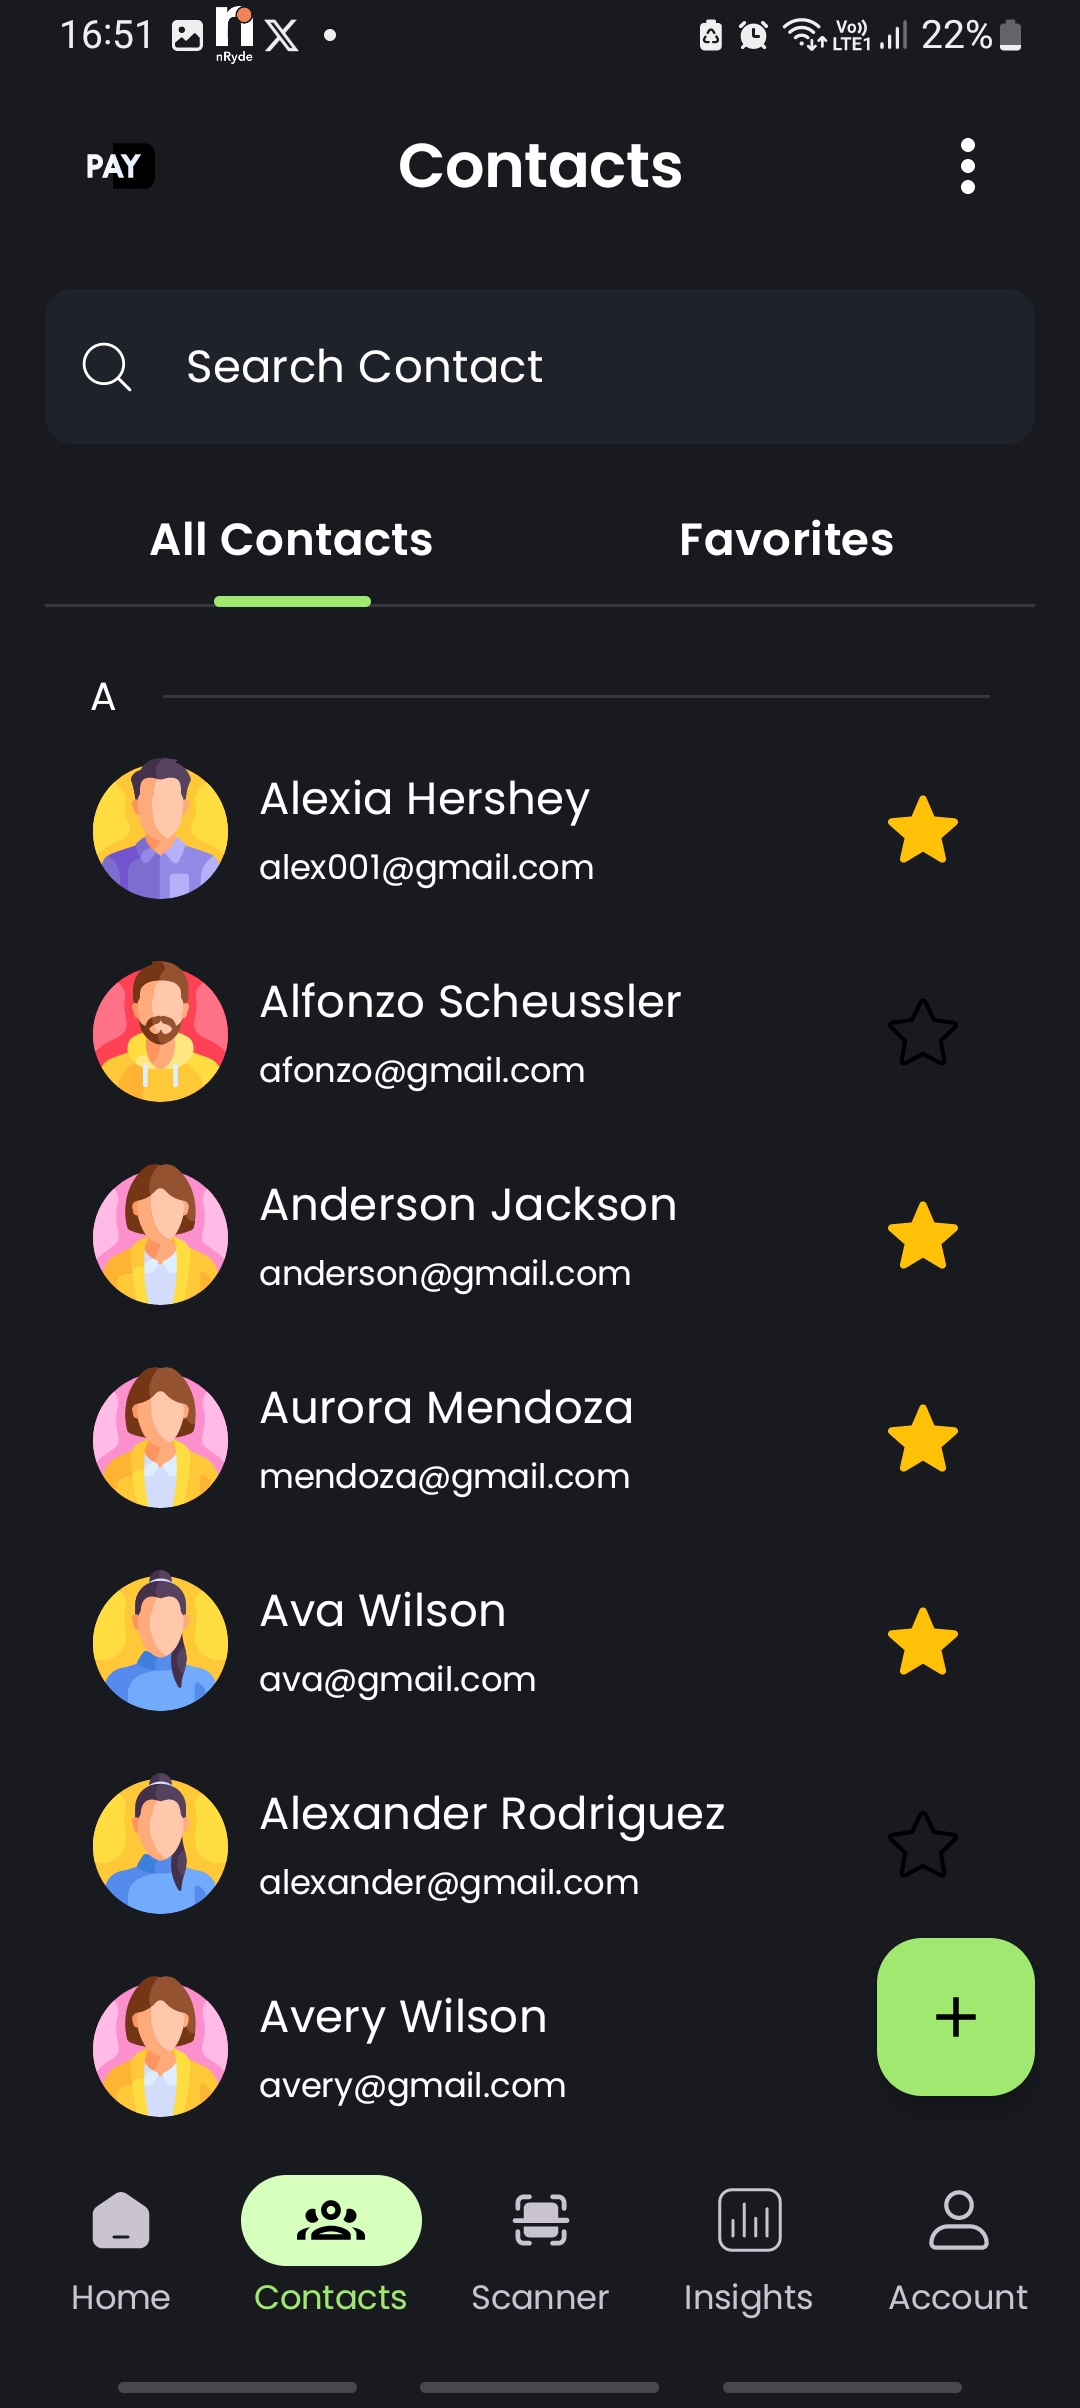 16:51 nRyde Vo)) LTE1 22%
PAY Contacts
Search Contact
All Contacts Favorites
A
Alexia Hershey
alex001@gmail.com
Alfonzo Scheussler
afonzo@gmail.com
Anderson Jackson
anderson@gmail.com
Aurora Mendoza
mendoza@gmail.com
Ava Wilson
ava@gmail.com
Alexander Rodriguez
alexander@gmail.com
Avery Wilson
avery@gmail.com
Home Contacts Scanner Insights Account